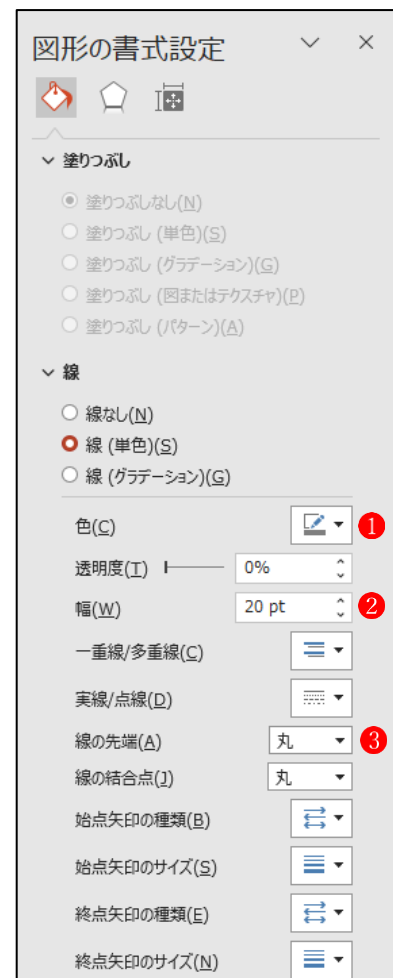 図形の書式設定
塗りつぶし
塗りつぶしなし(N)
塗りつぶし (単色)(S)
塗りつぶし (グラデーション)(G)
塗りつぶし (図またはテクスチャ)(P)
塗りつぶし (パターン)(A)
線
線なし(N)
線 (単色)(S)
線 (グラデーション)(G)
色(C) 1
透明度(T) 0%
幅(W) 20 pt 2
一重線/多重線(C)
実線/点線(D)
線の先端(A) 丸 3
線の結合点(J) 丸
始点矢印の種類(B)
始点矢印のサイズ(S)
終点矢印の種類(E)
終点矢印のサイズ(N)